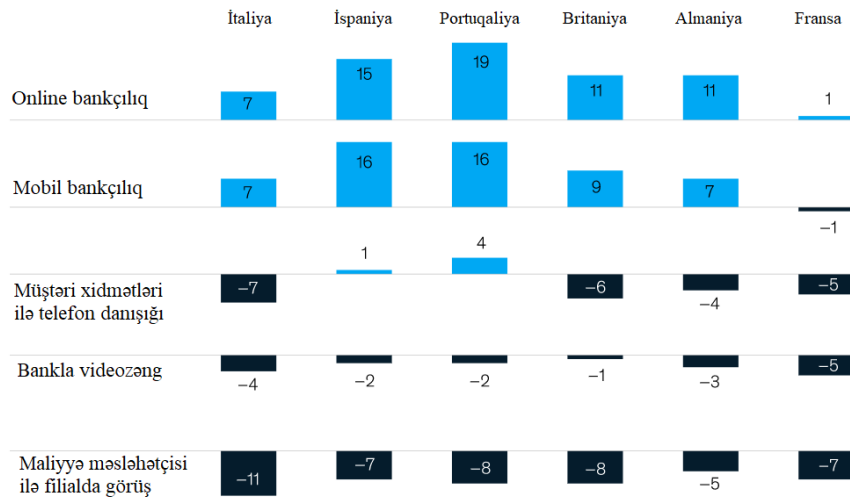 İtaliya İspaniya Portuqaliya Britaniya Almaniya Fransa
Online bankçılıq 7 15 19 11 11 1
Mobil bankçılıq 7 16 16 9 7 −1
Müştəri xidmətləri
ilə telefon danışığı −7 1 4 −6 −4 −5
Bankla videozəng −4 −2 −2 −1 −3 −5
Maliyyə məsləhətçisi
ilə filialda görüş −11 −7 −8 −8 −5 −7